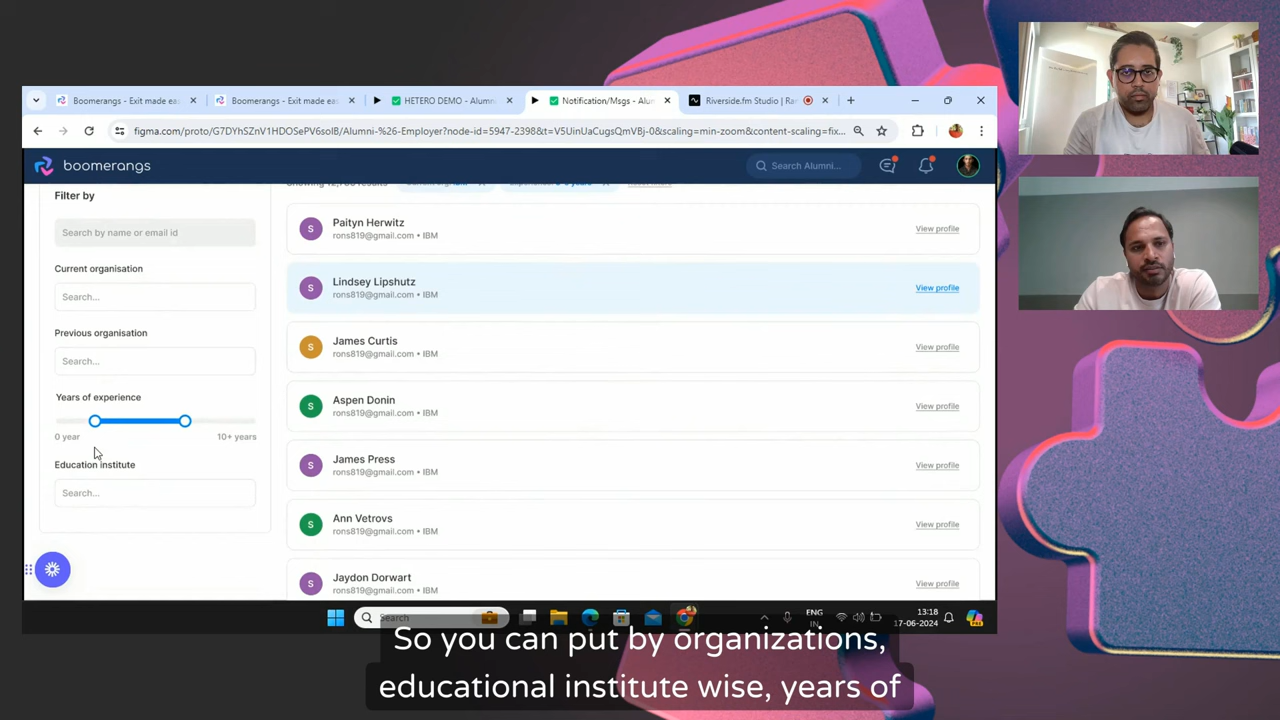 Boomerangs - Exit made ea
Boomerangs - Exit made easy
HETERO DEMO - Alumn
Notification/Msgs - Alu
Riverside.fm Studio | Ra
figma.com/proto/G7DYhSZnV1HDOSePV6solB/Alumni-%26-Employer?node-id=5947-2398&t=V5UinUaCugsQmVBj-0&scaling=min-zoom&content-scaling=fix...
boomerangs
Search Alumni...
Filter by
Search by name or email id
Current organisation
Search...
Previous organisation
Search...
Years of experience
0 year
10+ years
Education institute
Search...
S
Paityn Herwitz
rons819@gmail.com • IBM
View profile
S
Lindsey Lipshutz
rons819@gmail.com • IBM
View profile
S
James Curtis
rons819@gmail.com • IBM
View profile
S
Aspen Donin
rons819@gmail.com • IBM
View profile
S
James Press
rons819@gmail.com • IBM
View profile
S
Ann Vetrovs
rons819@gmail.com • IBM
View profile
S
Jaydon Dorwart
rons819@gmail.com • IBM
View profile
Search
ENG
IN
13:18
17-06-2024
So you can put by organizations,
educational institute wise, years of